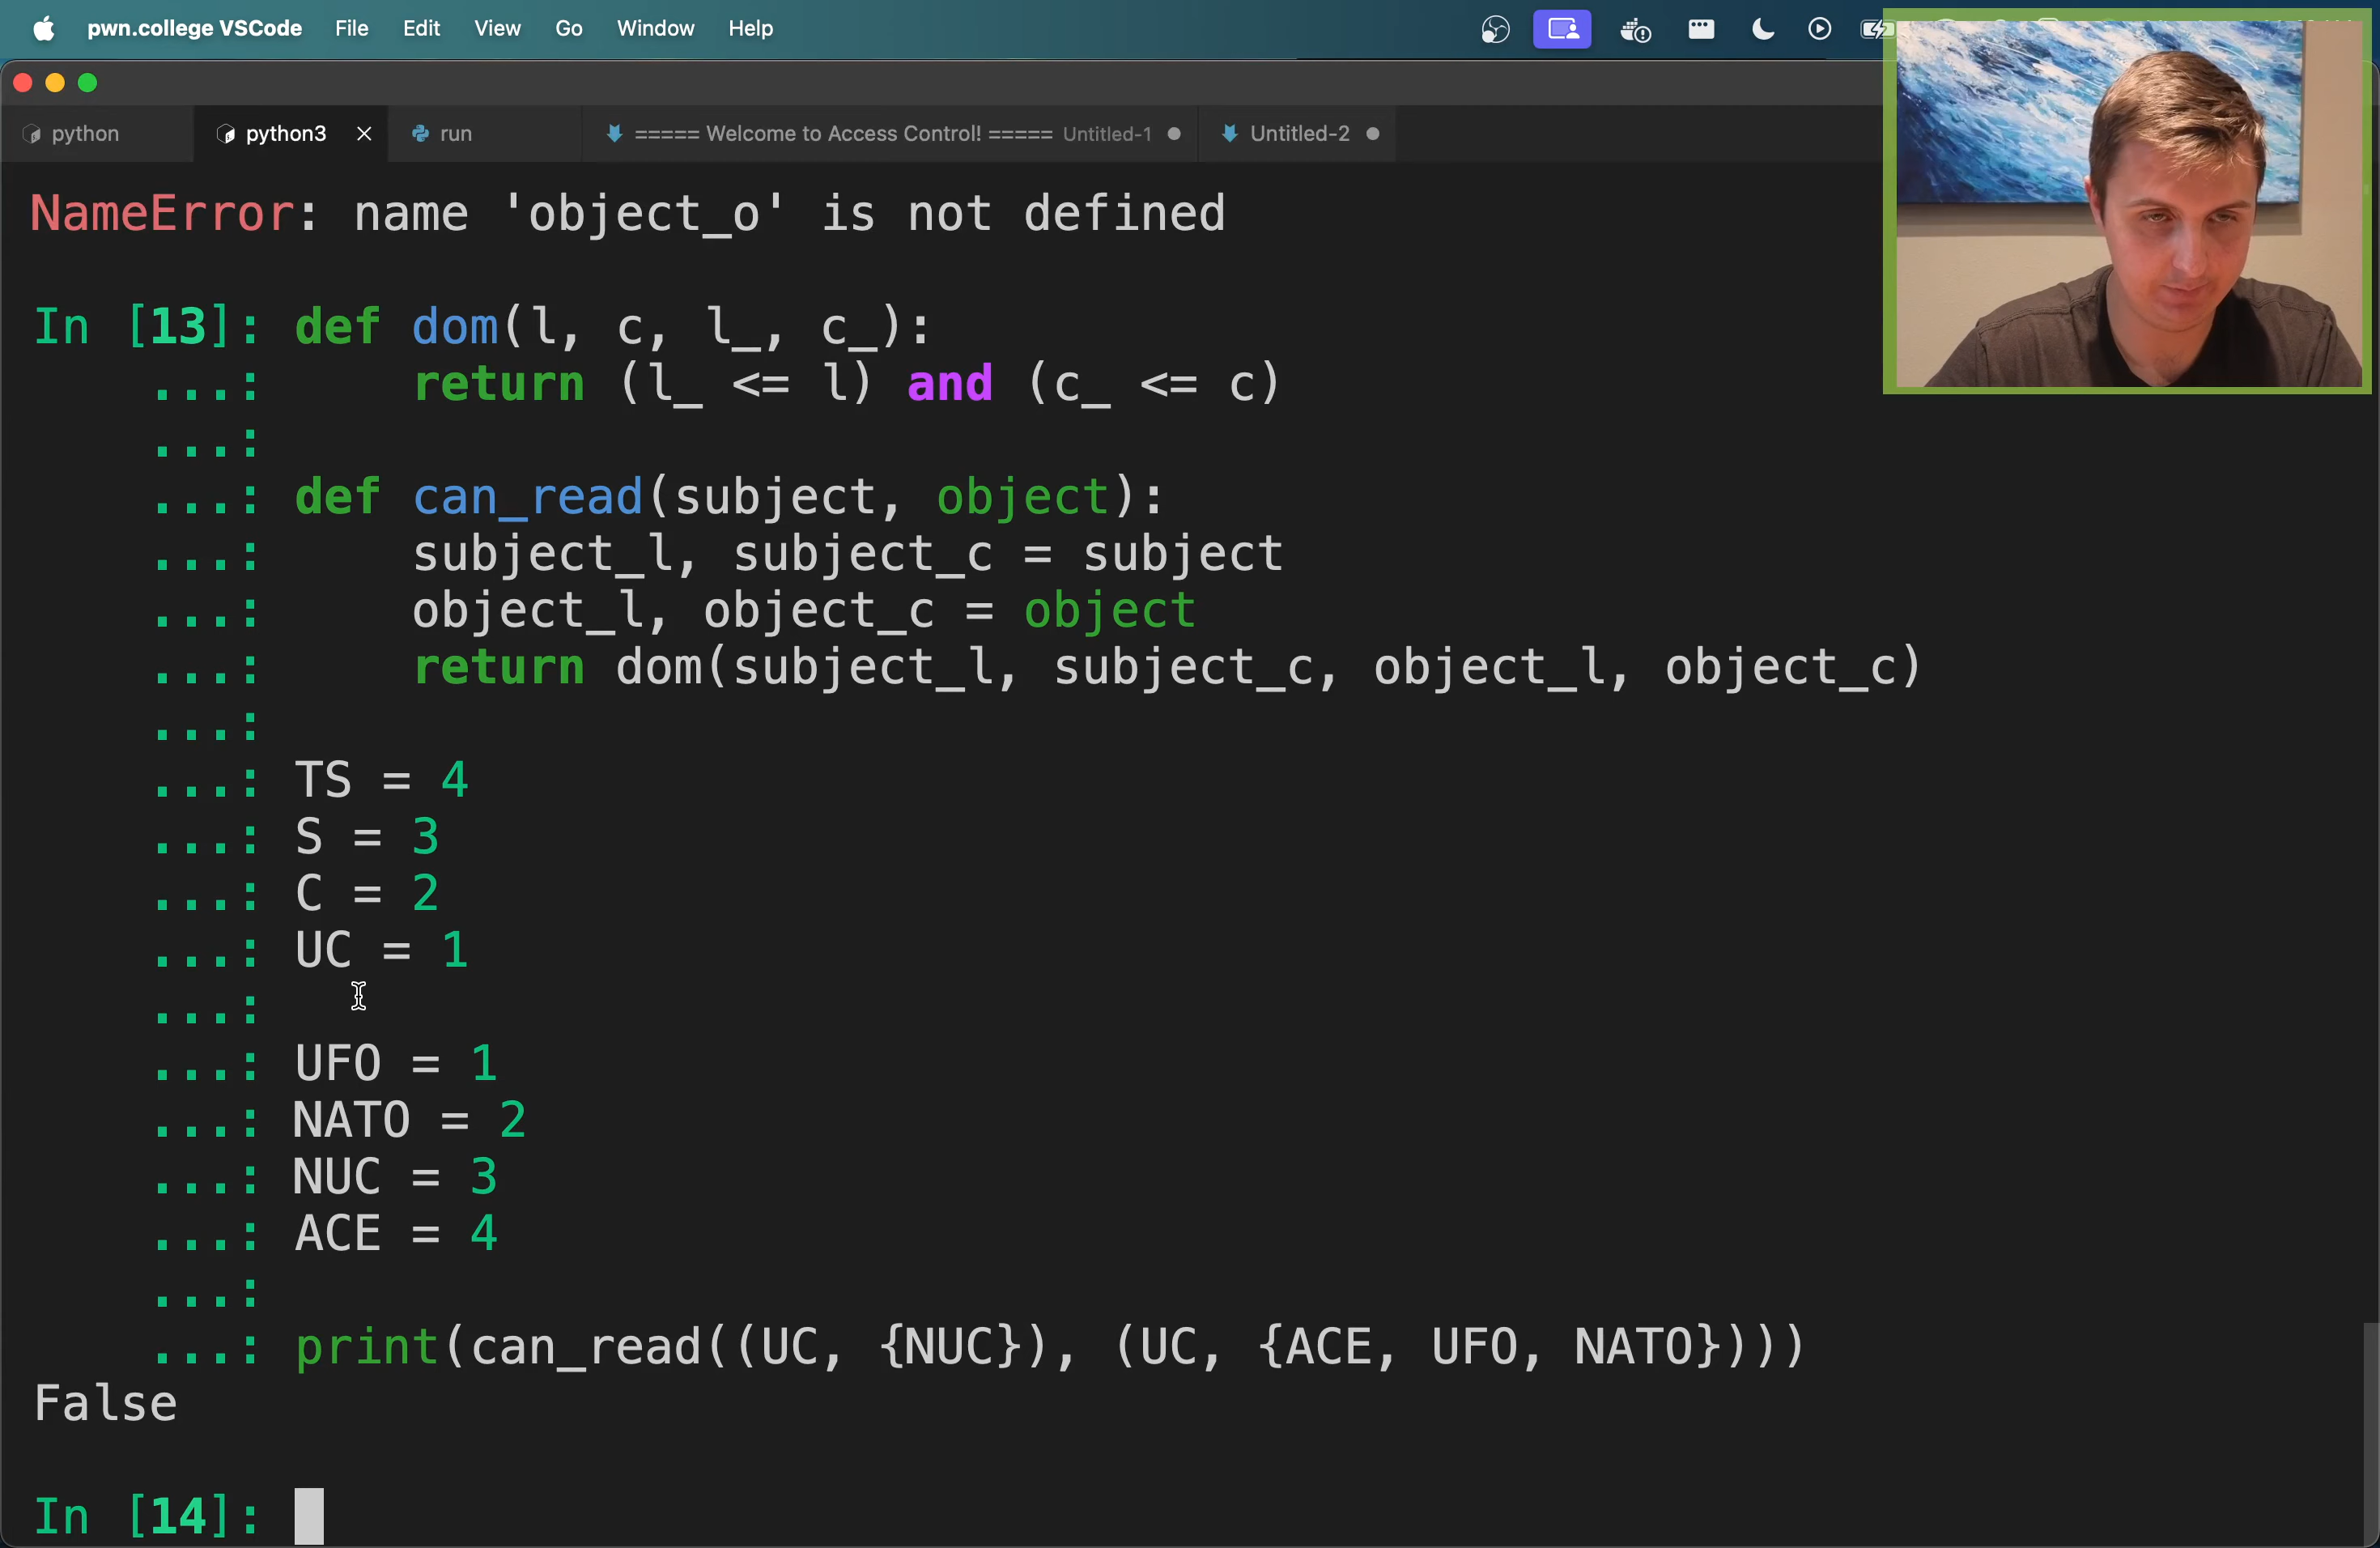 pwn.college VSCode File Edit View Go Window Help
python python3 run ===== Welcome to Access Control! ===== Untitled-1 Untitled-2
NameError: name 'object_o' is not defined
In [13]: def dom(l, c, l_, c_):
...: return (l_ <= l) and (c_ <= c)
...:
...: def can_read(subject, object):
...: subject_l, subject_c = subject
...: object_l, object_c = object
...: return dom(subject_l, subject_c, object_l, object_c)
...:
...: TS = 4
...: S = 3
...: C = 2
...: UC = 1
...:
...: UFO = 1
...: NATO = 2
...: NUC = 3
...: ACE = 4
...:
...: print(can_read((UC, {NUC}), (UC, {ACE, UFO, NATO})))
False
In [14]: